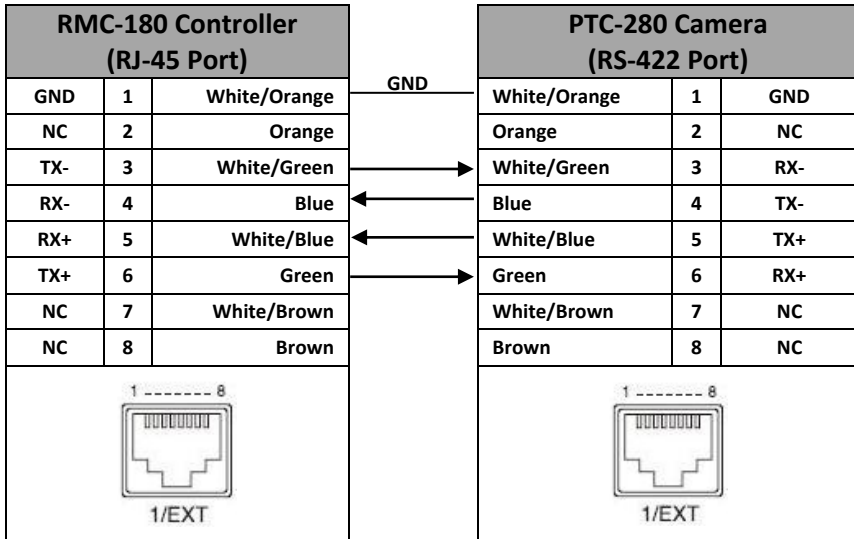 RMC-180 Controller
(RJ-45 Port)
GND 1 White/Orange
NC 2 Orange
TX- 3 White/Green
RX- 4 Blue
RX+ 5 White/Blue
TX+ 6 Green
NC 7 White/Brown
NC 8 Brown
1 -------- 8
1/EXT
GND
PTC-280 Camera
(RS-422 Port)
White/Orange 1 GND
Orange 2 NC
White/Green 3 RX-
Blue 4 TX-
White/Blue 5 TX+
Green 6 RX+
White/Brown 7 NC
Brown 8 NC
1 -------- 8
1/EXT